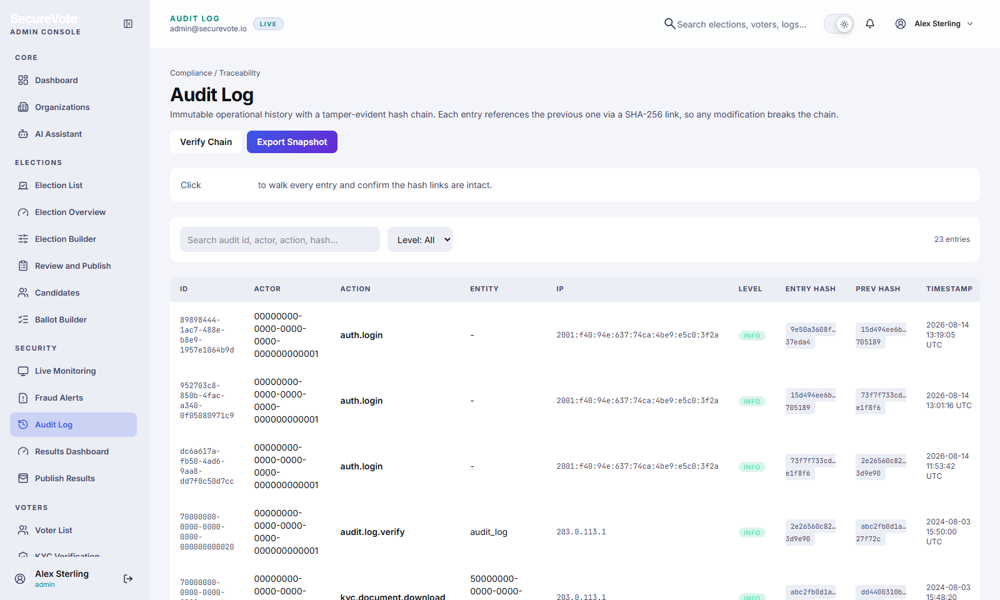 SecureVote
ADMIN CONSOLE
CORE
Dashboard
Organizations
AI Assistant
ELECTIONS
Election List
Election Overview
Election Builder
Review and Publish
Candidates
Ballot Builder
SECURITY
Live Monitoring
Fraud Alerts
Audit Log
Results Dashboard
Publish Results
VOTERS
Voter List
KYC Verification
Alex Sterling
admin
AUDIT LOG
admin@securevote.io
LIVE
Search elections, voters, logs...
Alex Sterling
Compliance / Traceability
Audit Log
Immutable operational history with a tamper-evident hash chain. Each entry references the previous one via a SHA-256 link, so any modification breaks the chain.
Verify Chain
Export Snapshot
Click to walk every entry and confirm the hash links are intact.
Search audit id, actor, action, hash...
Level: All
23 entries
ID ACTOR ACTION ENTITY IP LEVEL ENTRY HASH PREV HASH TIMESTAMP
89898444-
1ac7-488e-
b8e9-
1957e1064b9d
00000000-
0000-0000-
0000-
000000000001
auth.login
-
2001:f40:94e:637:74ca:4be9:e5c0:3f2a
INFO
9e50a3608f…
37eda4
15d494ee6b…
705189
2026-08-14
13:19:05
UTC
952703c8-
850b-4fac-
a340-
0f05080971c9
00000000-
0000-0000-
0000-
000000000001
auth.login
-
2001:f40:94e:637:74ca:4be9:e5c0:3f2a
INFO
15d494ee6b…
705189
73f7f733cd…
e1f8f6
2026-08-14
13:01:16 UTC
dc6a617a-
fb50-4ad6-
9aa8-
dd7f0c50d7cc
00000000-
0000-0000-
0000-
000000000001
auth.login
-
2001:f40:94e:637:74ca:4be9:e5c0:3f2a
INFO
73f7f733cd…
e1f8f6
2e26560c82…
3d9e90
2026-08-14
11:53:42
UTC
70000000-
0000-0000-
0000-
000000000020
00000000-
0000-0000-
0000-
000000000001
audit.log.verify
audit_log
203.0.113.1
INFO
2e26560c82…
3d9e90
abc2fb0d1a…
27f72c
2024-08-03
15:50:00
UTC
70000000-
0000-0000-
00000000-
0000-0000-
kyc.document.download
50000000-
0000-0000-
203.0.113.1
INFO
abc2fb0d1a…
dd4400310b…
2024-08-03
15:48:20